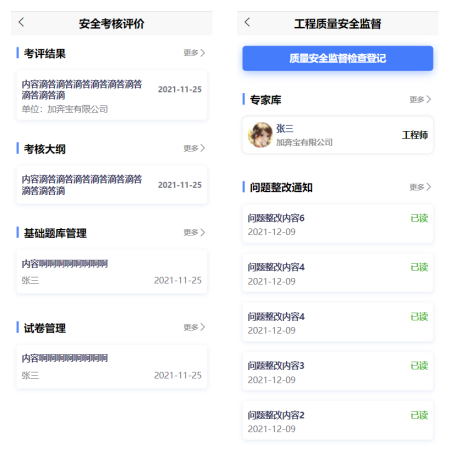 安全考核评价
考评结果
更多
内容滴答滴答滴答滴答滴答滴答
滴答滴答滴
2021-11-25
单位：加奔宝有限公司
考核大纲
更多
内容滴答滴答滴答滴答滴答滴答
滴答滴答滴
2021-11-25
基础题库管理
更多
内容啊啊啊啊啊啊啊啊
张三
2021-11-25
试卷管理
更多
内容啊啊啊啊啊啊啊啊
张三
2021-11-25
工程质量安全监督
质量安全监督检查登记
专家库
更多
张三
加奔宝有限公司
工程师
问题整改通知
更多
问题整改内容6
已读
2021-12-09
问题整改内容4
已读
2021-12-09
问题整改内容4
已读
2021-12-09
问题整改内容3
已读
2021-12-09
问题整改内容2
已读
2021-12-09